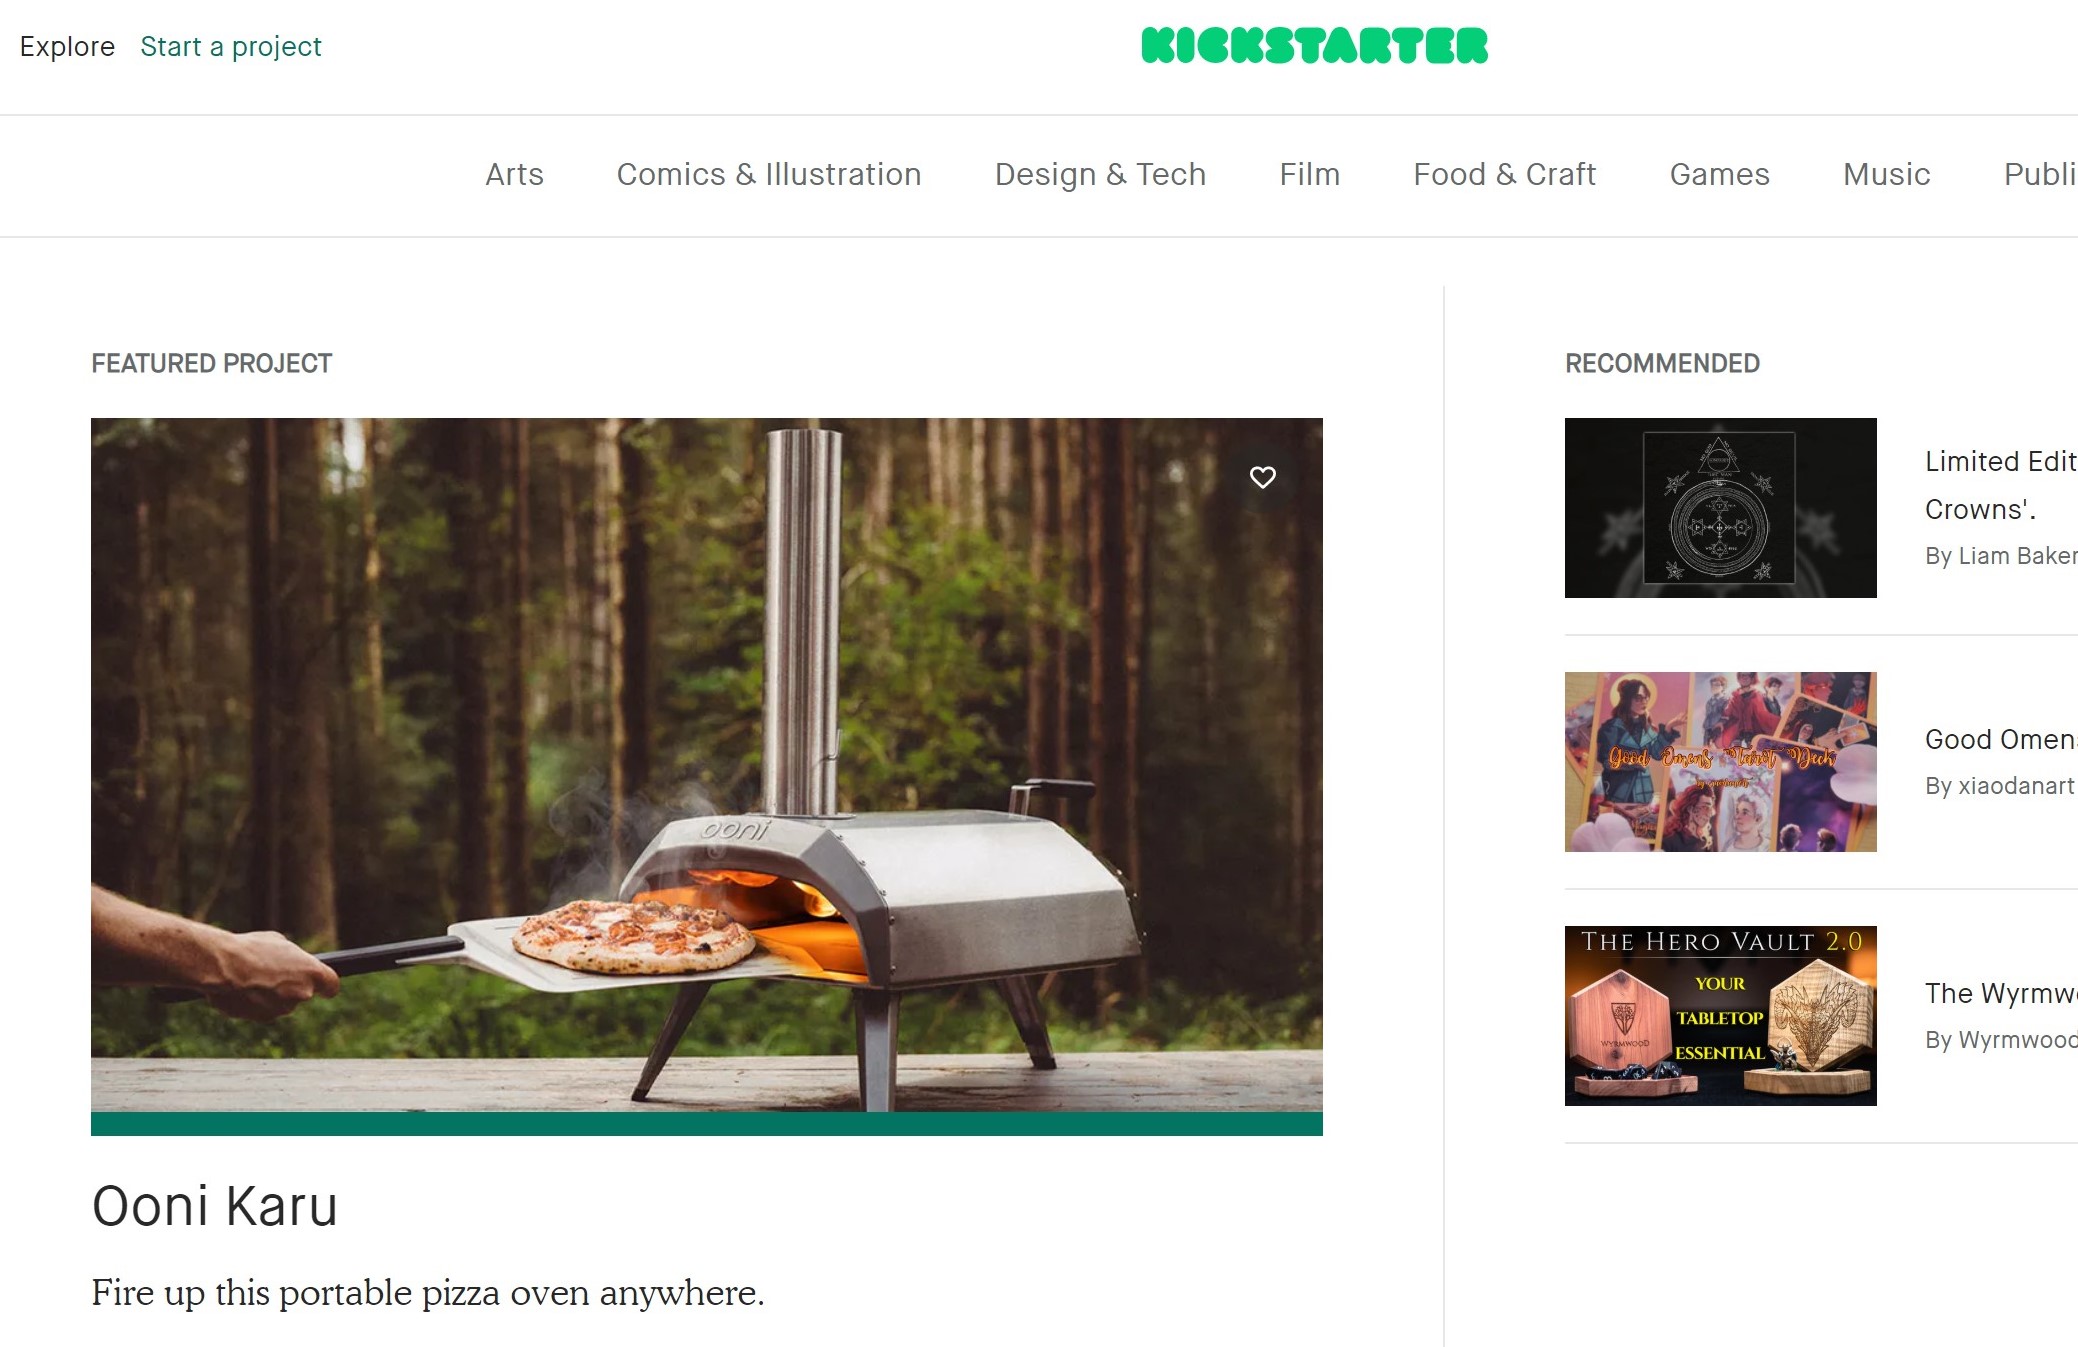 Explore Start a project KICKSTARTER
Arts Comics & Illustration Design & Tech Film Food & Craft Games Music Publi
FEATURED PROJECT
ooni
Ooni Karu
Fire up this portable pizza oven anywhere.
RECOMMENDED
Limited Edit
Crowns'.
By Liam Baker
Good Omens Tarot Deck
Good Omens
By xiaodanart
THE HERO VAULT 2.0
YOUR
TABLETOP
ESSENTIAL
WYRMWOOD
The Wyrmwo
By Wyrmwood